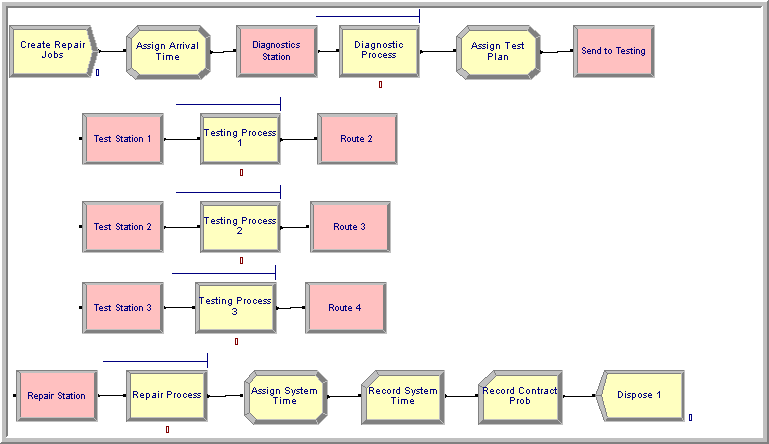 Create Repair
Jobs
Assign Arrival
Time
Diagnostics
Station
Diagnostic
Process
Assign Test
Plan
Send to Testing
0
0
Test Station 1
Testing Process
1
Route 2
0
Test Station 2
Testing Process
2
Route 3
0
Test Station 3
Testing Process
3
Route 4
0
Repair Station
Repair Process
Assign System
Time
Record System
Time
Record Contract
Prob
Dispose 1
0
0